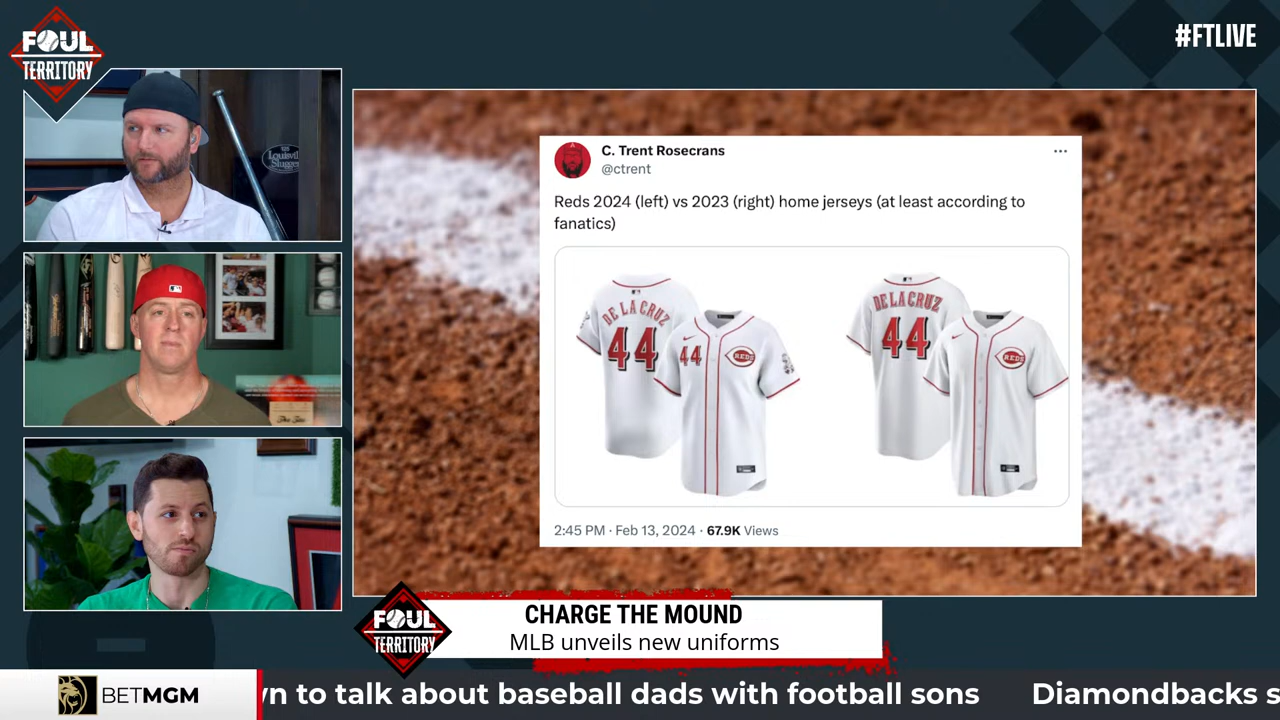 FOUL
TERRITORY
#FTLIVE
Louisville
Slugger
C. Trent Rosecrans
@ctrent
...
Reds 2024 (left) vs 2023 (right) home jerseys (at least according to
fanatics)
DE LA CRUZ
44
44
REDS
DE LA CRUZ
44
REDS
2:45 PM · Feb 13, 2024 · 67.9K Views
FOUL
TERRITORY
CHARGE THE MOUND
MLB unveils new uniforms
BETMGM
vn to talk about baseball dads with football sons
Diamondbacks s